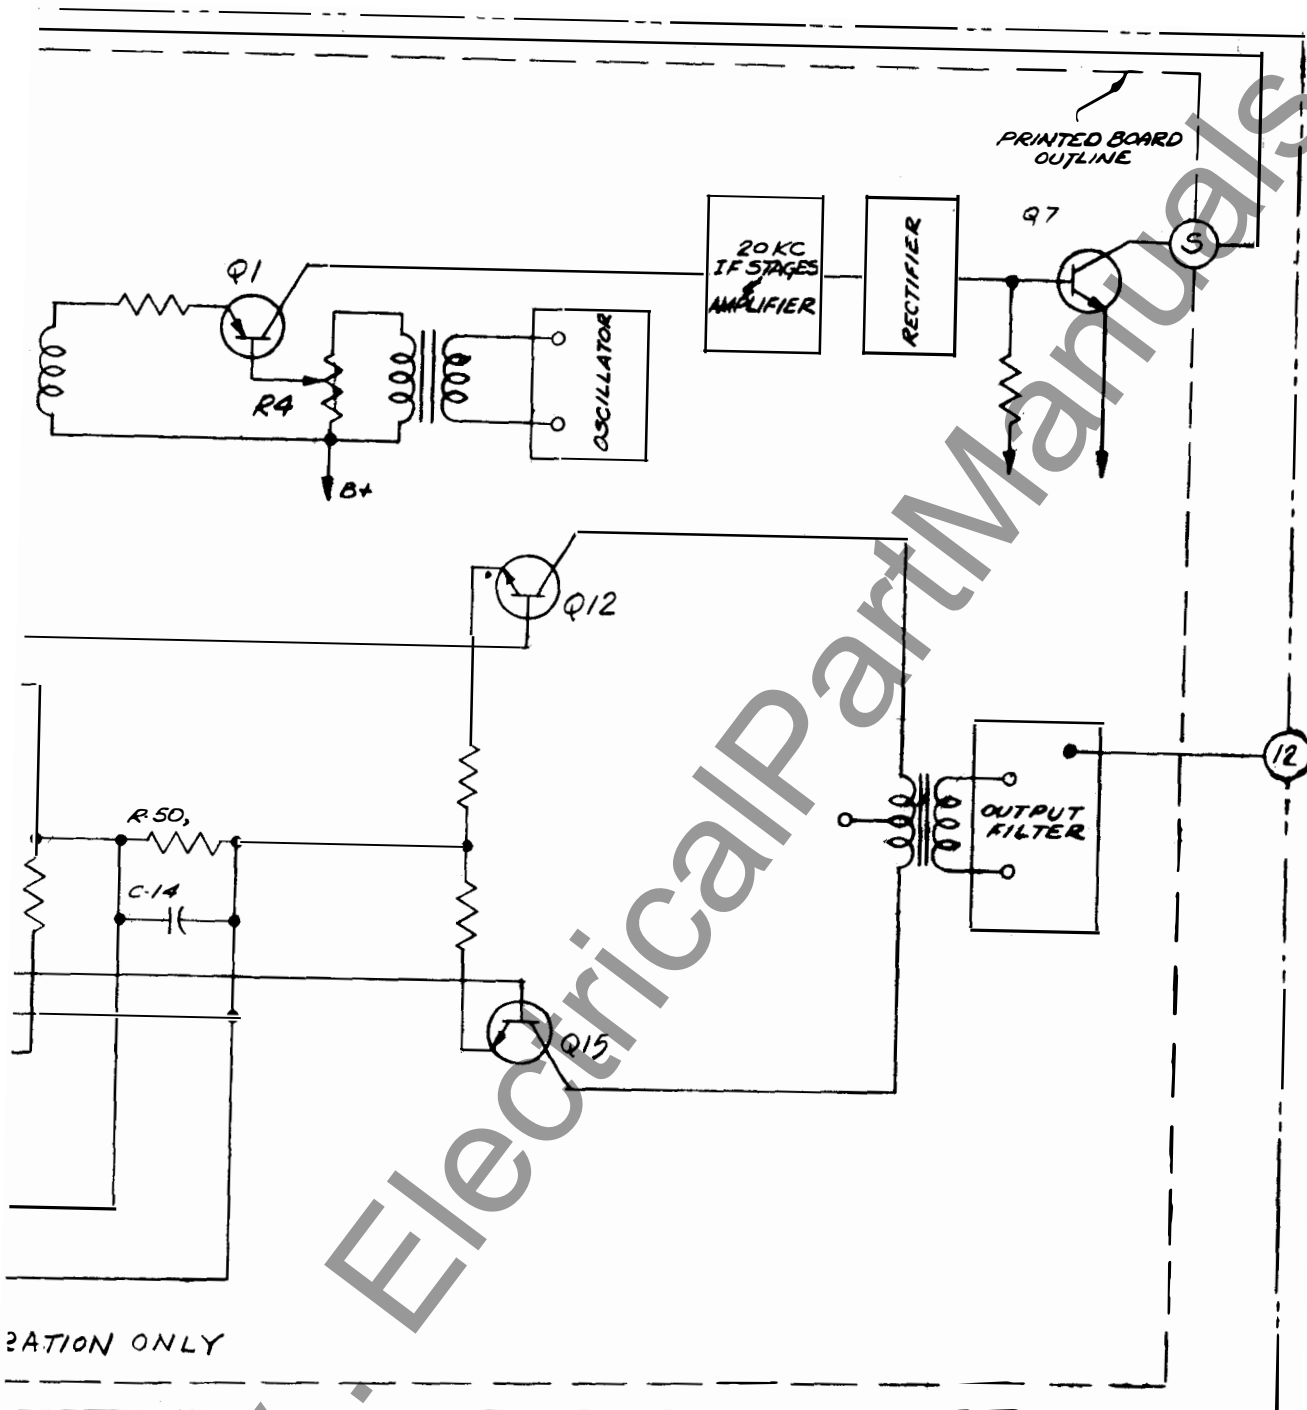 PRINTED BOARD
OUTLINE
Q7
S
20 KC
IF STAGES
&
AMPLIFIER
RECTIFIER
Q1
R4
OSCILLATOR
B+
Q12
12
OUTPUT
FILTER
R-50,
C-14
Q15
RATION ONLY
ElectricalPartManuals